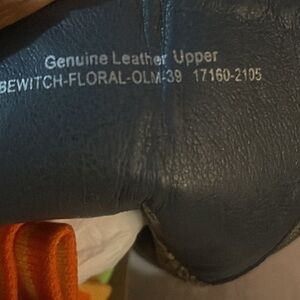 Genuine Leather Upper
BEWITCH-FLORAL-OLM-39 17160-2105